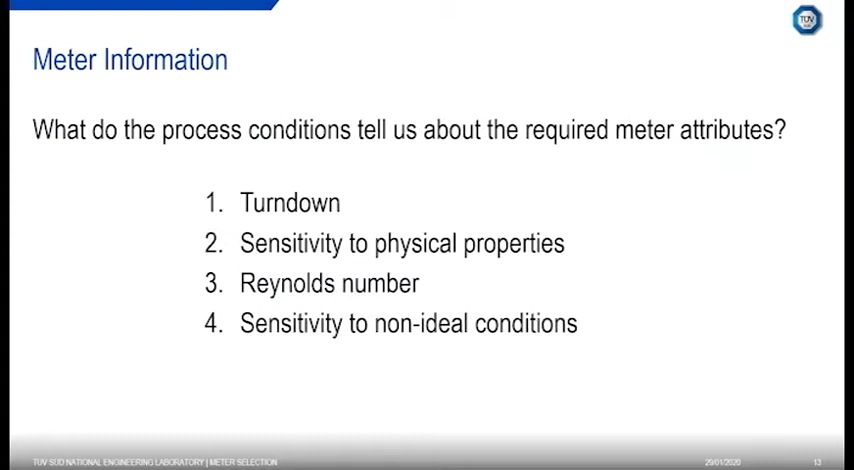 TÜV
SÜD
Meter Information
What do the process conditions tell us about the required meter attributes?
1. Turndown
2. Sensitivity to physical properties
3. Reynolds number
4. Sensitivity to non-ideal conditions
TUV SUD NATIONAL ENGINEERING LABORATORY | METER SELECTION
29/01/2020
13